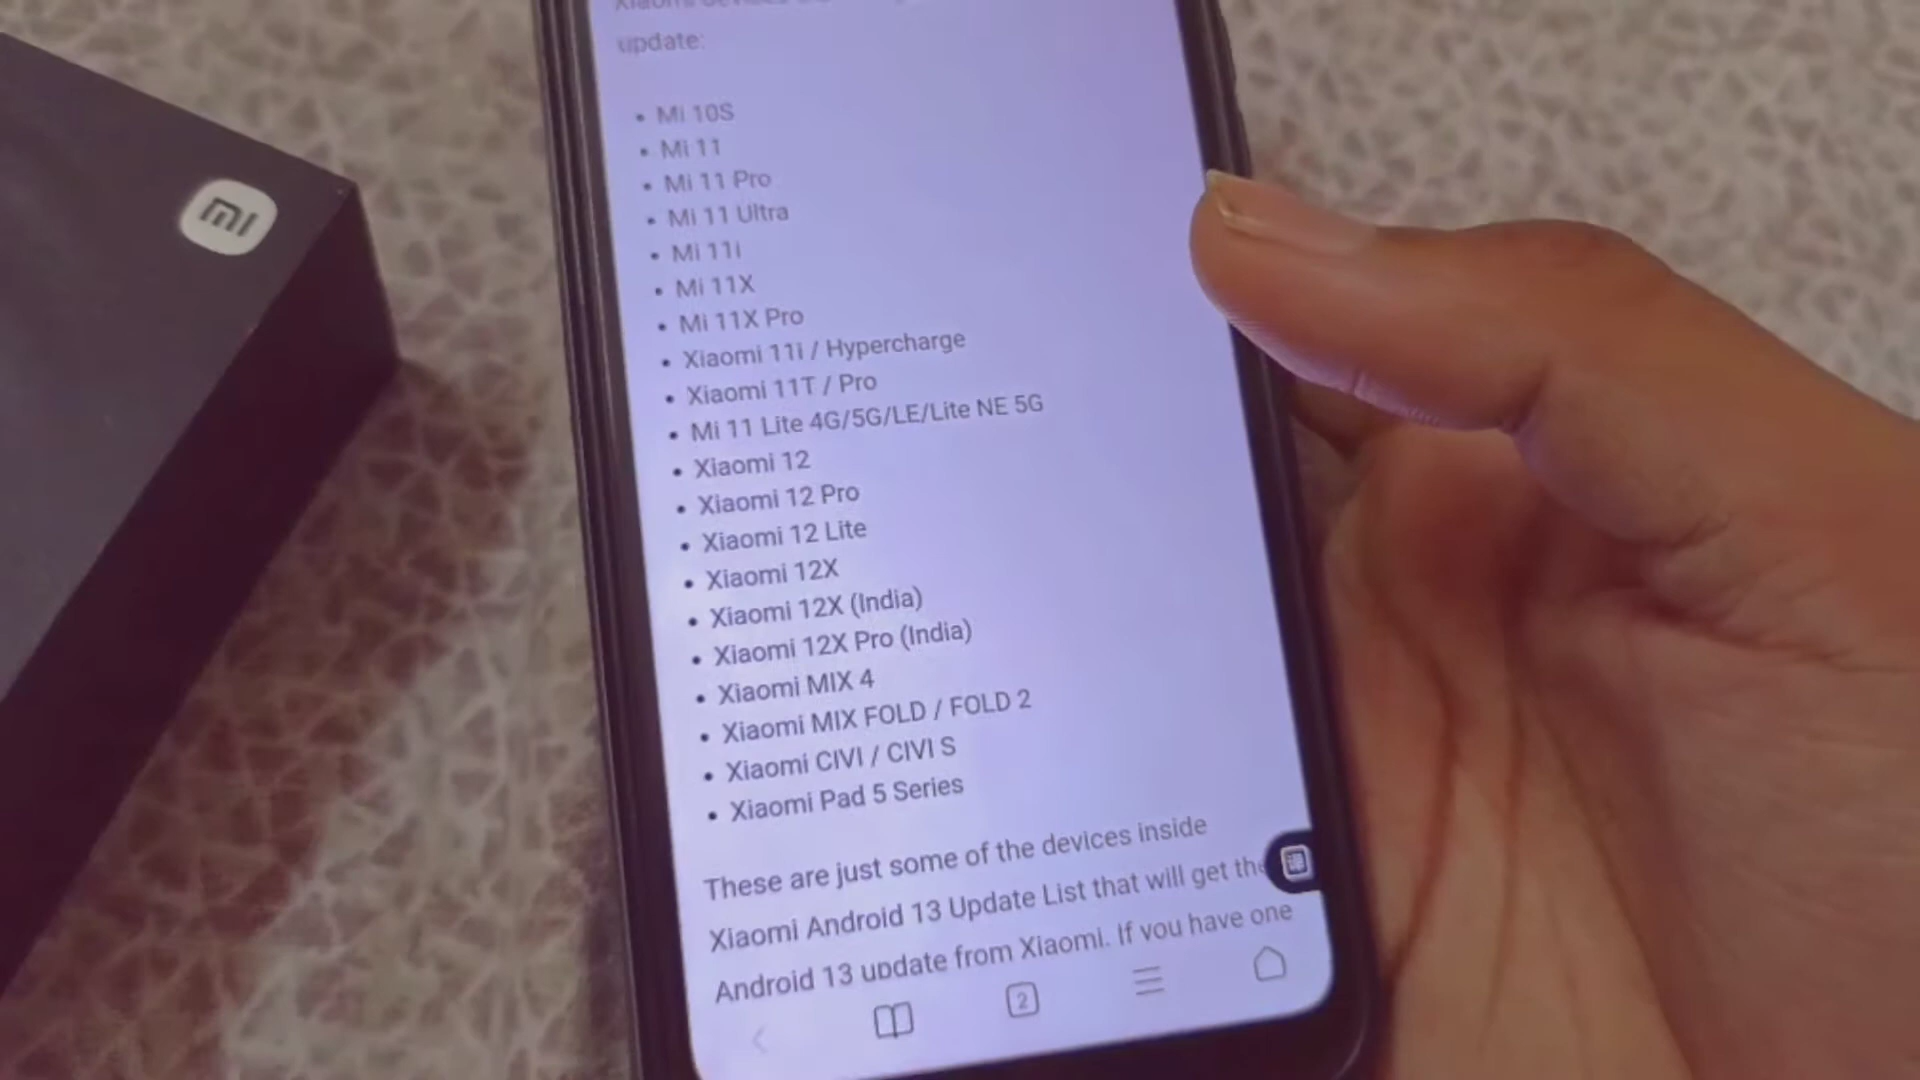 Xiaomi devices
update:
• Mi 10S
• Mi 11
• Mi 11 Pro
• Mi 11 Ultra
• Mi 11i
• Mi 11X
• Mi 11X Pro
• Xiaomi 11i / Hypercharge
• Xiaomi 11T / Pro
• Mi 11 Lite 4G/5G/LE/Lite NE 5G
• Xiaomi 12
• Xiaomi 12 Pro
• Xiaomi 12 Lite
• Xiaomi 12X
• Xiaomi 12X (India)
• Xiaomi 12X Pro (India)
• Xiaomi MIX 4
• Xiaomi MIX FOLD / FOLD 2
• Xiaomi CIVI / CIVI S
• Xiaomi Pad 5 Series
These are just some of the devices inside
Xiaomi Android 13 Update List that will get the
Android 13 update from Xiaomi. If you have one
2
mi